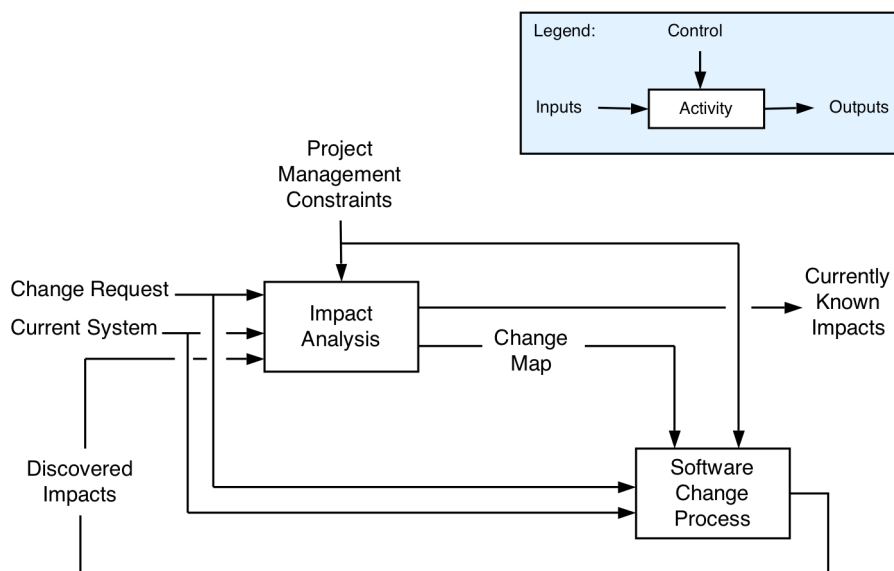 Legend:
Control
Inputs
Activity
Outputs
Project
Management
Constraints
Change Request
Current System
Impact
Analysis
Currently
Known
Impacts
Change
Map
Discovered
Impacts
Software
Change
Process